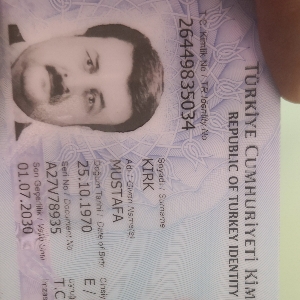 TÜRKİYE CUMHURİYETİ KİM
REPUBLIC OF TURKEY IDENTITY
T.C. Kimlik No / TR Identity No
26449835034
Soyadı / Surname
KIRK
Adı / Given Name(s)
MUSTAFA
Doğum Tarihi / Date of Birth
25.10.1970
Cinsiy
E /
Seri No / Document No
A27V78935
T.C
Son Geçerlilik / Valid Until
01.07.2030